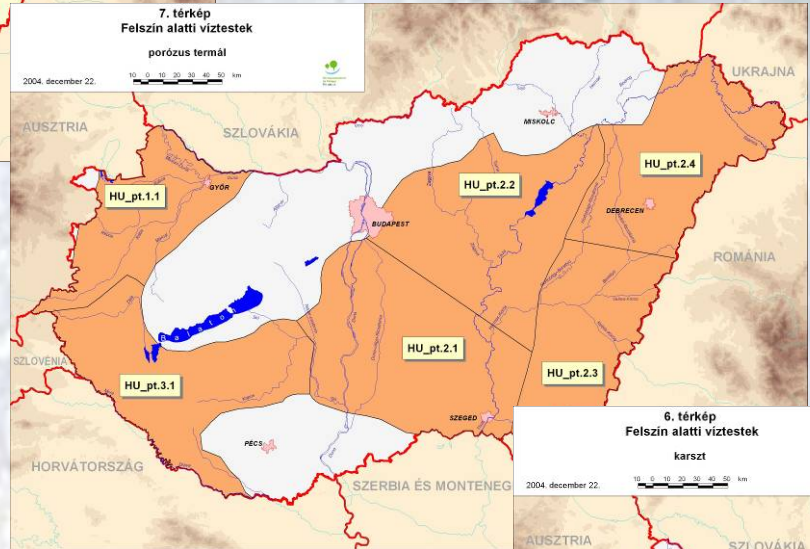 7. térkép
Felszín alatti víztestek
porózus termál
2004. december 22.
10 0 10 20 30 40 50 km
UKRAJNA
AUSZTRIA
SZLOVÁKIA
MISKOLC
HU_pt.2.4
HU_pt.2.2
HU_pt.1.1
GYŐR
DEBRECEN
BUDAPEST
ROMÁNIA
Balaton
HU_pt.2.1
SZLOVÉNIA
HU_pt.3.1
HU_pt.2.3
SZEGED
PÉCS
HORVÁTORSZÁG
SZERBIA ÉS MONTENEG
6. térkép
Felszín alatti víztestek
karszt
2004. december 22.
10 0 10 20 30 40 50 km
AUSZTRIA
SZLOVÁKIA